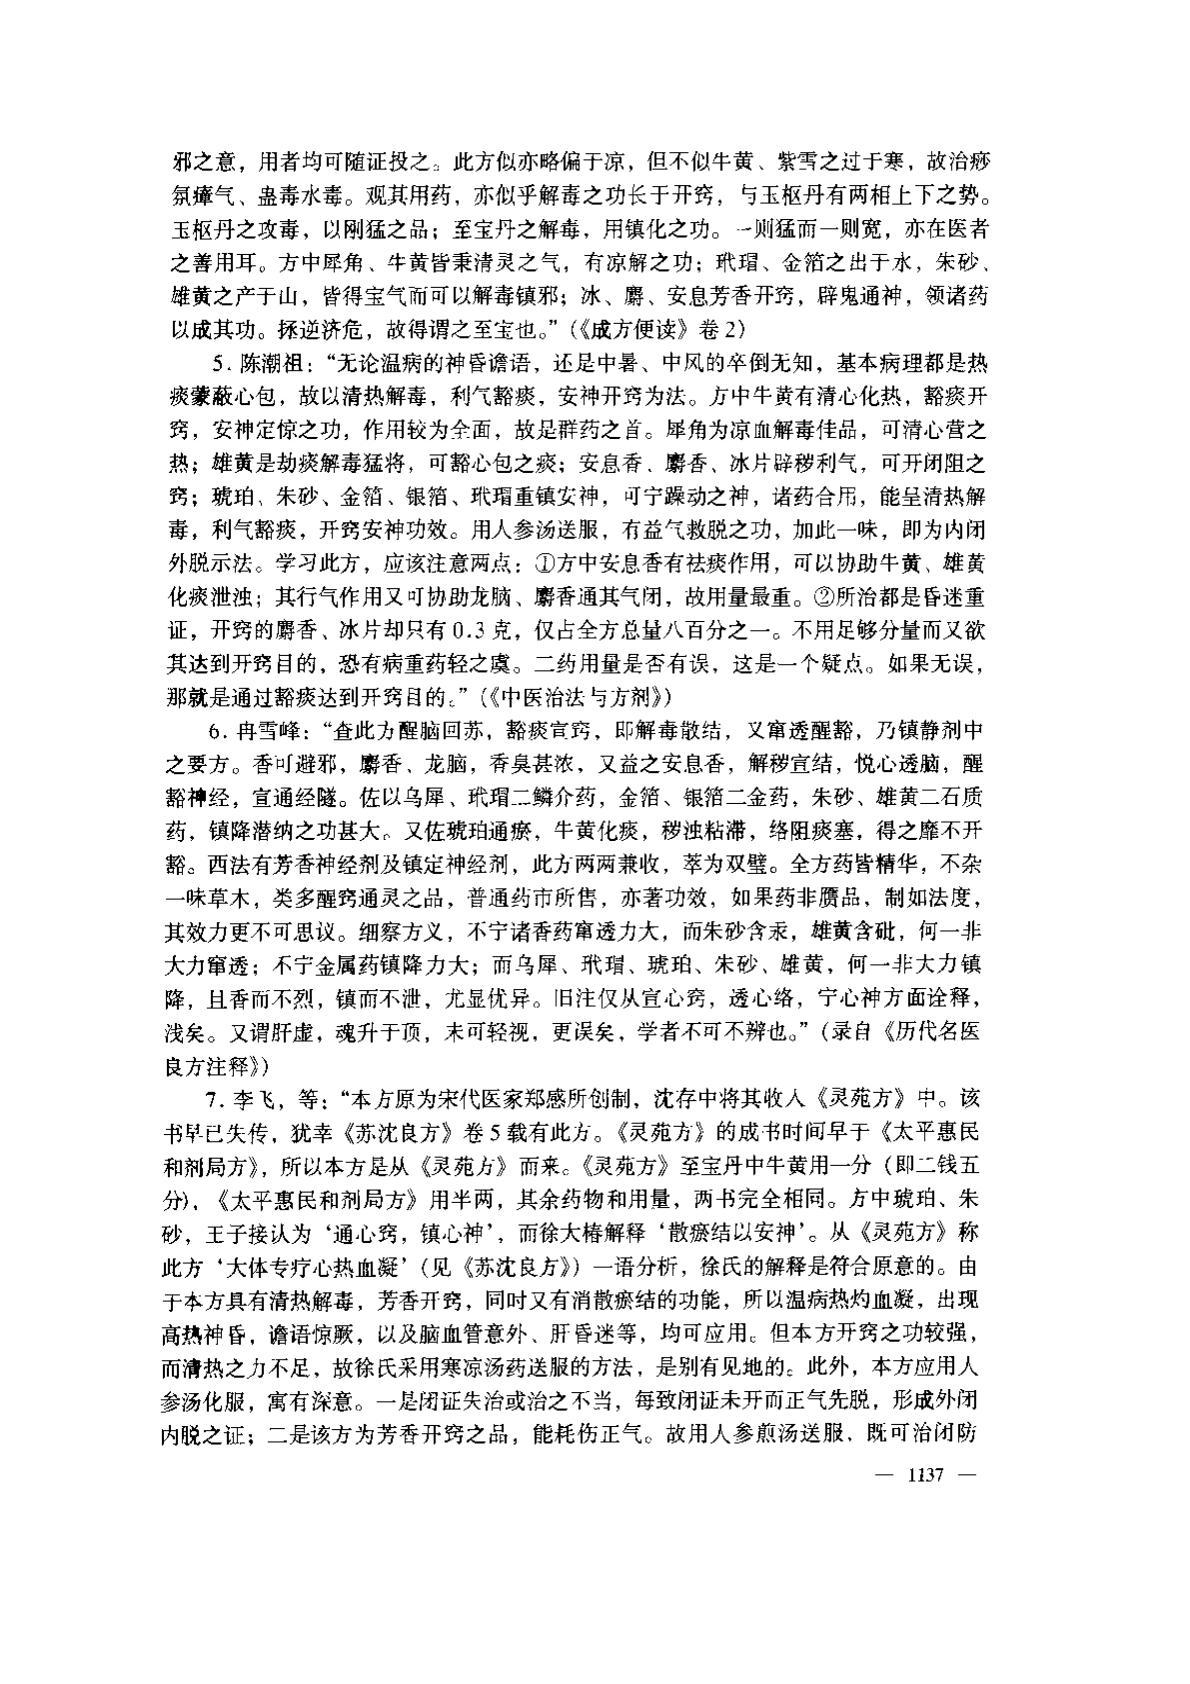 邪之意，用者均可随证投之。此方似亦略偏于凉，但不似牛黄、紫雪之过于寒，故治痧
氛瘴气、蛊毒水毒。观其用药，亦似乎解毒之功长于开窍，与玉枢丹有两相上下之势。
玉枢丹之攻毒，以刚猛之品；至宝丹之解毒，用镇化之功。一则猛而一则宽，亦在医者
之善用耳。方中犀角、牛黄皆秉清灵之气，有凉解之功；玳瑁、金箔之出于水，朱砂、
雄黄之产于山，皆得宝气而可以解毒镇邪；冰、麝、安息芳香开窍，辟鬼通神，领诸药
以成其功。拯逆济危，故得谓之至宝也。”（《成方便读》卷2）
5. 陈潮祖：“无论温病的神昏谵语，还是中暑、中风的卒倒无知，基本病理都是热
痰蒙蔽心包，故以清热解毒，利气豁痰，安神开窍为法。方中牛黄有清心化热，豁痰开
窍，安神定惊之功，作用较为全面，故是群药之首。犀角为凉血解毒佳品，可清心营之
热；雄黄是劫痰解毒猛将，可豁心包之痰；安息香、麝香、冰片辟秽利气，可开闭阻之
窍；琥珀、朱砂、金箔、银箔、玳瑁重镇安神，可宁躁动之神，诸药合用，能呈清热解
毒，利气豁痰，开窍安神功效。用人参汤送服，有益气救脱之功，加此一味，即为内闭
外脱示法。学习此方，应该注意两点：①方中安息香有祛痰作用，可以协助牛黄、雄黄
化痰泄浊；其行气作用又可协助龙脑、麝香通其气闭，故用量最重。②所治都是昏迷重
证，开窍的麝香、冰片却只有0.3克，仅占全方总量八百分之一。不用足够分量而又欲
其达到开窍目的，恐有病重药轻之虞。二药用量是否有误，这是一个疑点。如果无误，
那就是通过豁痰达到开窍目的。”（《中医治法与方剂》）
6. 冉雪峰：“查此方醒脑回苏，豁痰宣窍，即解毒散结，又窜透醒豁，乃镇静剂中
之要方。香可避邪，麝香、龙脑，香臭甚浓，又益之安息香，解秽宣结，悦心透脑，醒
豁神经，宣通经隧。佐以乌犀、玳瑁二鳞介药，金箔、银箔二金药，朱砂、雄黄二石质
药，镇降潜纳之功甚大。又佐琥珀通瘀，牛黄化痰，秽浊粘滞，络阻痰塞，得之靡不开
豁。西法有芳香神经剂及镇定神经剂，此方两两兼收，萃为双璧。全方药皆精华，不杂
一味草木，类多醒窍通灵之品，普通药市所售，亦著功效，如果药非赝品，制如法度，
其效力更不可思议。细察方义，不宁诸香药窜透力大，而朱砂含汞，雄黄含砒，何一非
大力窜透；不宁金属药镇降力大；而乌犀、玳瑁、琥珀、朱砂、雄黄，何一非大力镇
降，且香而不烈，镇而不泄，尤显优异。旧注仅从宣心窍，透心络，宁心神方面诠释，
浅矣。又谓肝虚，魂升于顶，未可轻视，更误矣，学者不可不辨也。”（录自《历代名医
良方注释》）
7. 李飞，等：“本方原为宋代医家郑感所创制，沈存中将其收人《灵苑方》中。该
书早已失传，犹幸《苏沈良方》卷5载有此方。《灵苑方》的成书时间早于《太平惠民
和剂局方》，所以本方是从《灵苑方》而来。《灵苑方》至宝丹中牛黄用一分（即二钱五
分)，《太平惠民和剂局方》用半两，其余药物和用量，两书完全相同。方中琥珀、朱
砂，王子接认为‘通心窍，镇心神’，而徐大椿解释‘散瘀结以安神’。从《灵苑方》称
此方‘大体专疗心热血凝’（见《苏沈良方》）一语分析，徐氏的解释是符合原意的。由
于本方具有清热解毒，芳香开窍，同时又有消散瘀结的功能，所以温病热灼血凝，出现
高热神昏，谵语惊厥，以及脑血管意外、肝昏迷等，均可应用。但本方开窍之功较强，
而清热之力不足，故徐氏采用寒凉汤药送服的方法，是别有见地的。此外，本方应用人
参汤化服，寓有深意。一是闭证失治或治之不当，每致闭证未开而正气先脱，形成外闭
内脱之证；二是该方为芳香开窍之品，能耗伤正气。故用人参煎汤送服，既可治闭防
— 1137 —